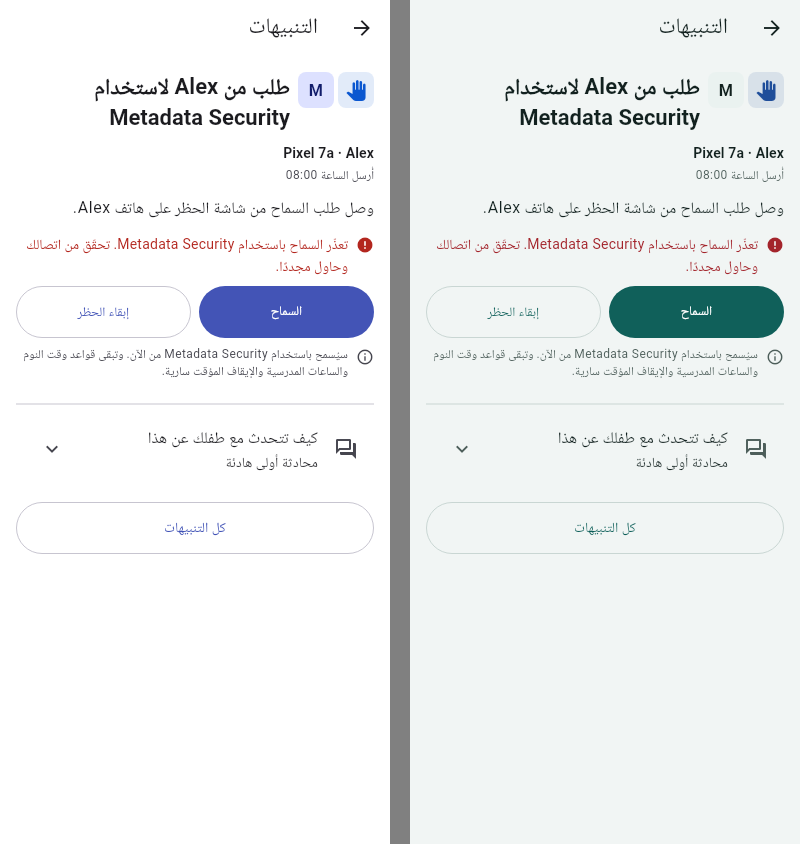 التنبيهات
M
طلب من Alex لاستخدام
Metadata Security
Pixel 7a · Alex
أُرسل الساعة 08:00
وصل طلب السماح من شاشة الحظر على هاتف Alex.
تعذّر السماح باستخدام Metadata Security. تحقّق من اتصالك
وحاول مجددًا.
السماح
إبقاء الحظر
سيُسمح باستخدام Metadata Security من الآن. وتبقى قواعد وقت النوم
والساعات المدرسية والإيقاف المؤقت سارية.
كيف تتحدث مع طفلك عن هذا
محادثة أولى هادئة
كل التنبيهات
التنبيهات
M
طلب من Alex لاستخدام
Metadata Security
Pixel 7a · Alex
أُرسل الساعة 08:00
وصل طلب السماح من شاشة الحظر على هاتف Alex.
تعذّر السماح باستخدام Metadata Security. تحقّق من اتصالك
وحاول مجددًا.
السماح
إبقاء الحظر
سيُسمح باستخدام Metadata Security من الآن. وتبقى قواعد وقت النوم
والساعات المدرسية والإيقاف المؤقت سارية.
كيف تتحدث مع طفلك عن هذا
محادثة أولى هادئة
كل التنبيهات